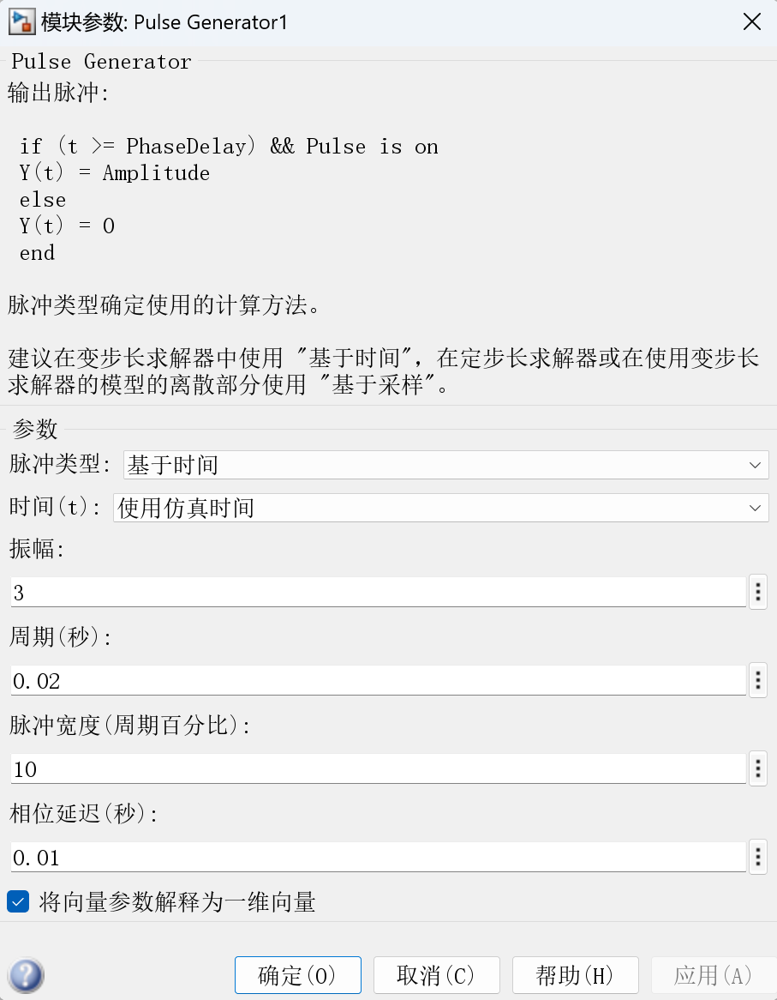 模块参数: Pulse Generator1
Pulse Generator
输出脉冲:
if (t >= PhaseDelay) && Pulse is on
Y(t) = Amplitude
else
Y(t) = 0
end
脉冲类型确定使用的计算方法。
建议在变步长求解器中使用 "基于时间"，在定步长求解器或在使用变步长
求解器的模型的离散部分使用 "基于采样"。
参数
脉冲类型: 基于时间
时间(t): 使用仿真时间
振幅:
3
周期(秒):
0.02
脉冲宽度(周期百分比):
10
相位延迟(秒):
0.01
将向量参数解释为一维向量
确定(O) 取消(C) 帮助(H) 应用(A)